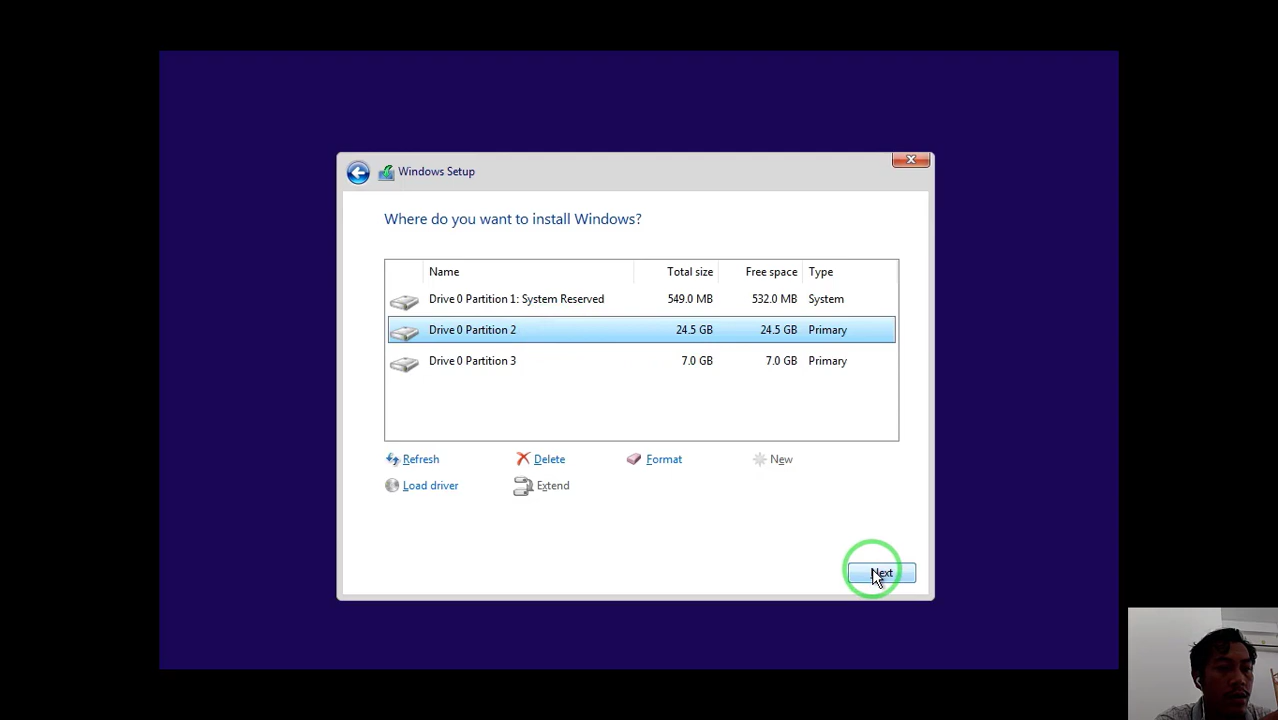 Windows Setup
Where do you want to install Windows?
Name Total size Free space Type
Drive 0 Partition 1: System Reserved 549.0 MB 532.0 MB System
Drive 0 Partition 2 24.5 GB 24.5 GB Primary
Drive 0 Partition 3 7.0 GB 7.0 GB Primary
Refresh Delete Format New
Load driver Extend
Next